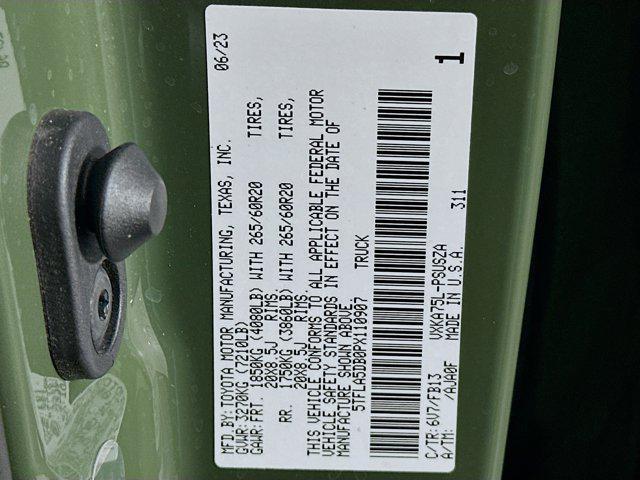 MFD.BY:TOYOTA MOTOR MANUFACTURING, TEXAS, INC. 06/23
GVWR:3270KG (7210LB)
GAWR:FRT. 1850KG (4080LB) WITH 265/60R20 TIRES,
20X8.5J RIMS.
RR. 1750KG (3860LB) WITH 265/60R20 TIRES,
20X8.5J RIMS.
THIS VEHICLE CONFORMS TO ALL APPLICABLE FEDERAL MOTOR
VEHICLE SAFETY STANDARDS IN EFFECT ON THE DATE OF
MANUFACTURE SHOWN ABOVE.
5TFLA5DB0PX110907 TRUCK
C/TR:6V7/FB13 VXKA75L-PSUSZA 311
A/TM: /AJA0F MADE IN U.S.A. 1